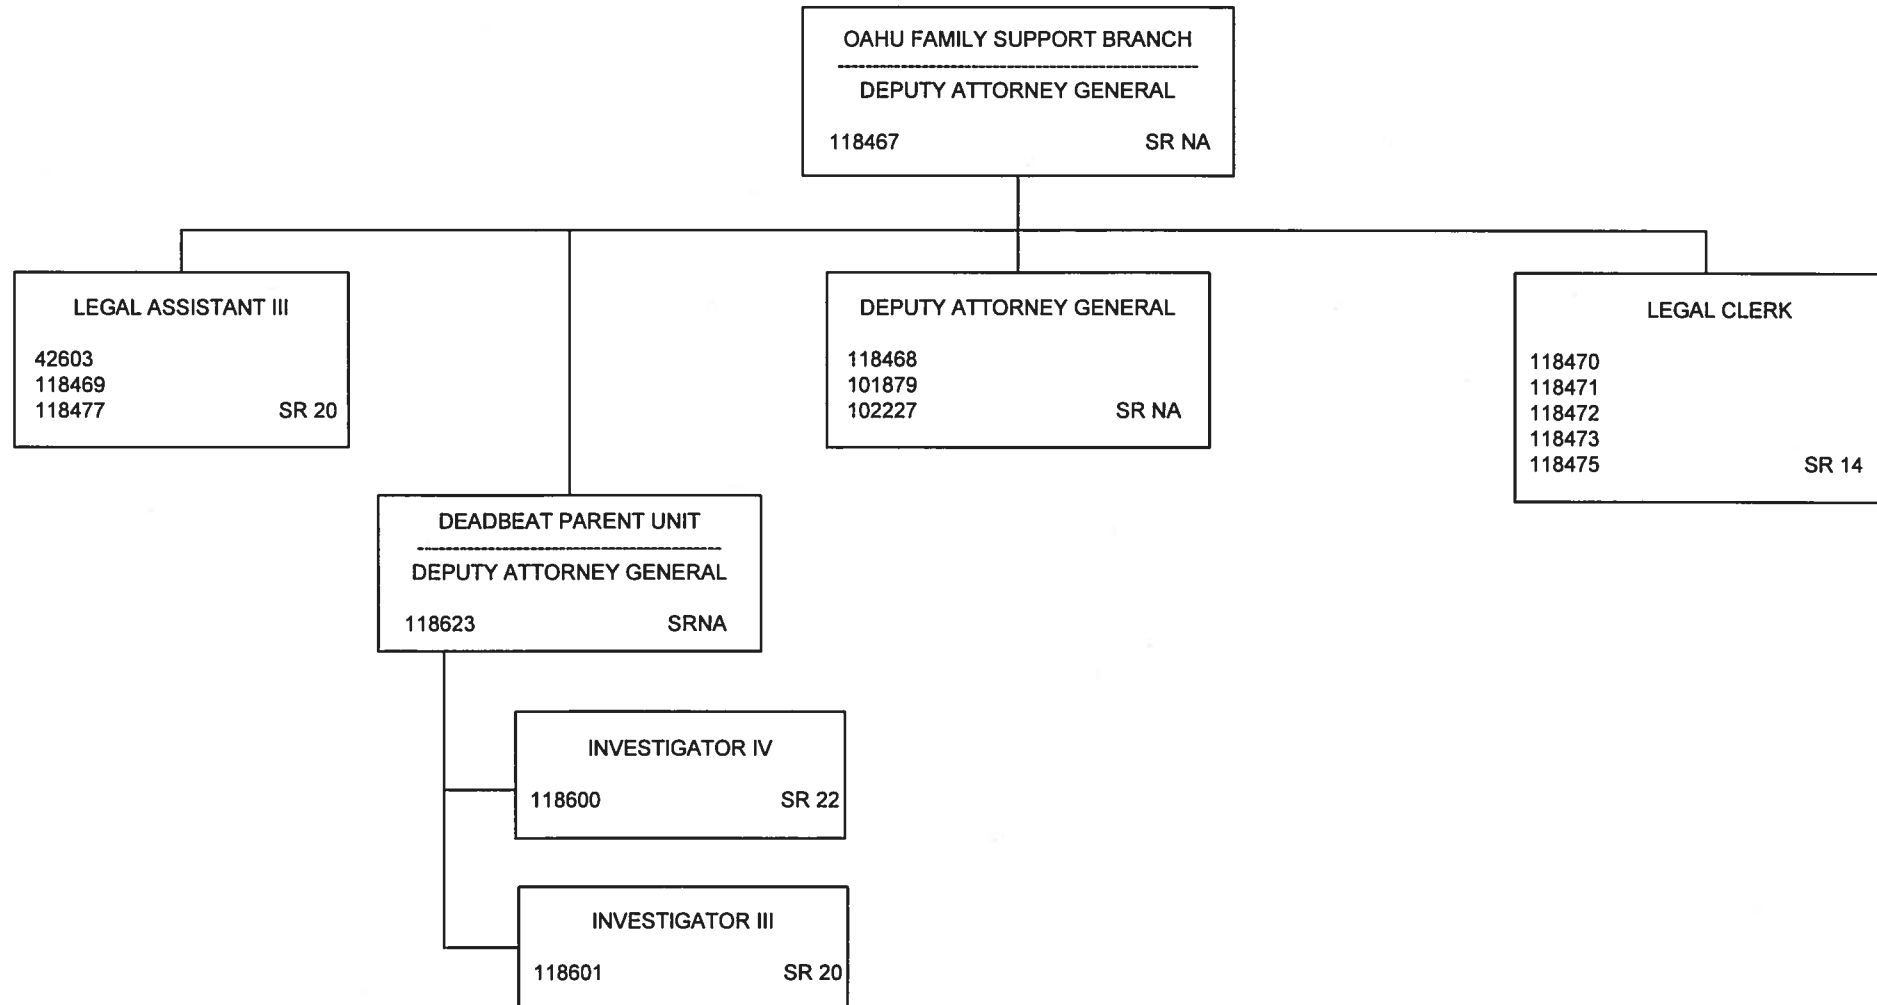 OAHU FAMILY SUPPORT BRANCH
DEPUTY ATTORNEY GENERAL
118467 SR NA
LEGAL ASSISTANT III
42603
118469
118477 SR 20
DEPUTY ATTORNEY GENERAL
118468
101879
102227 SR NA
LEGAL CLERK
118470
118471
118472
118473
118475 SR 14
DEADBEAT PARENT UNIT
DEPUTY ATTORNEY GENERAL
118623 SRNA
INVESTIGATOR IV
118600 SR 22
INVESTIGATOR III
118601 SR 20